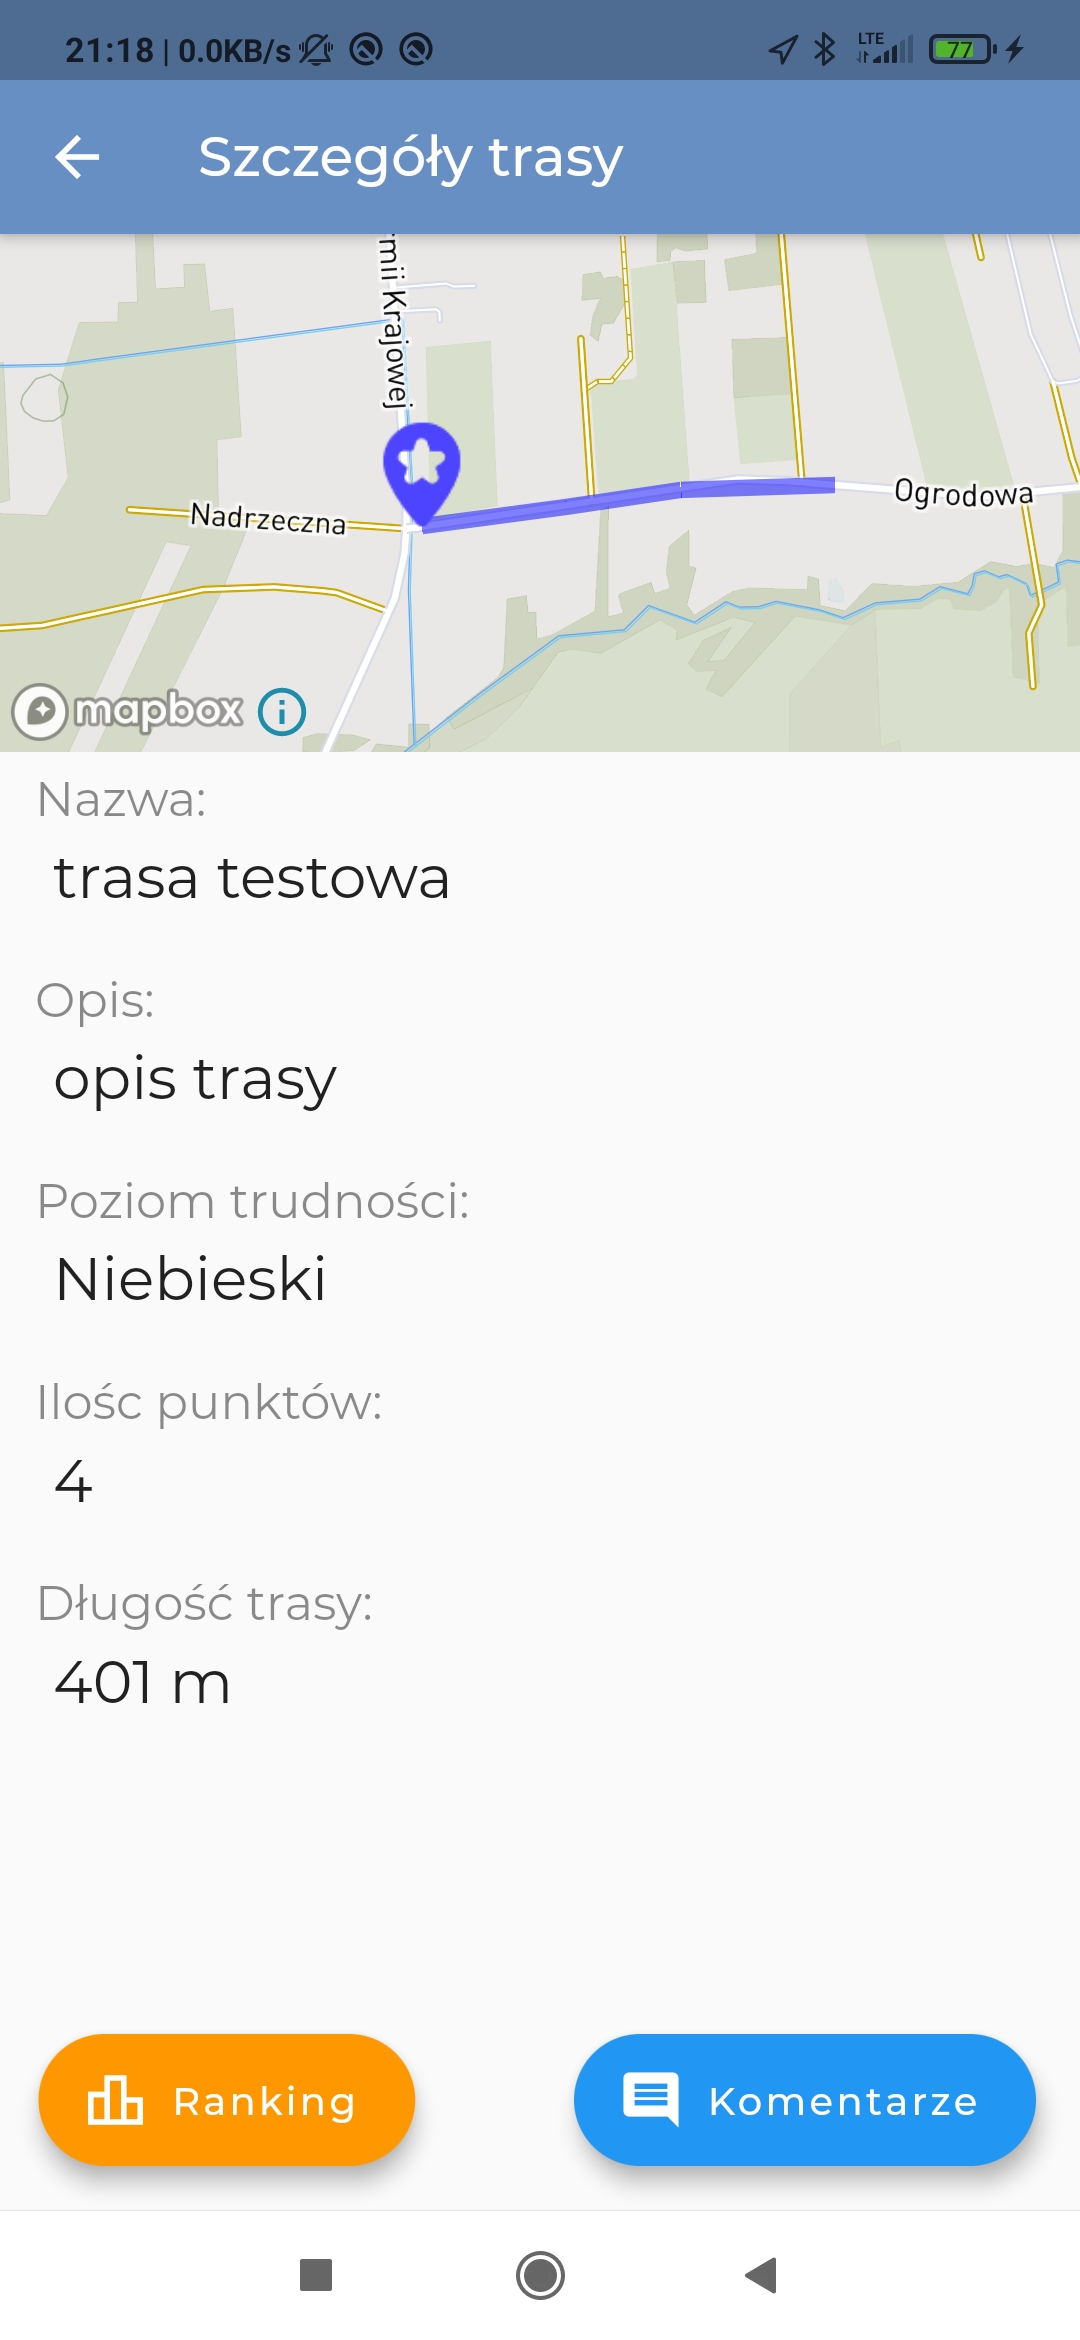 21:18 | 0.0KB/s
LTE
77
Szczegóły trasy
rmii Krajowej
Nadrzeczna
Ogrodowa
mapbox
Nazwa:
trasa testowa
Opis:
opis trasy
Poziom trudności:
Niebieski
Ilośc punktów:
4
Długość trasy:
401 m
Ranking
Komentarze